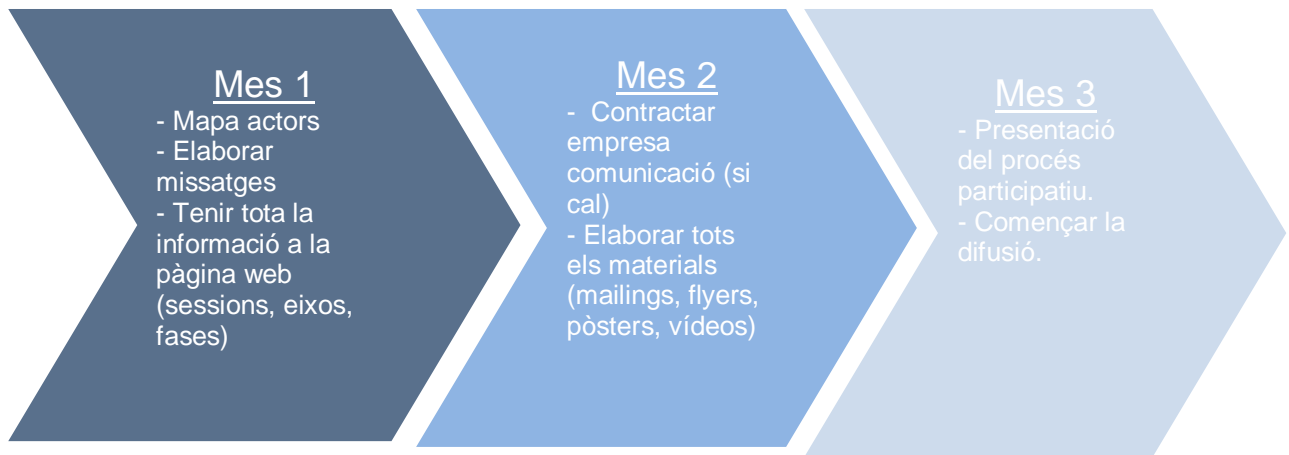 Mes 1
- Mapa actors
- Elaborar
missatges
- Tenir tota la
informació a la
pàgina web
(sessions, eixos,
fases)
Mes 2
- Contractar
empresa
comunicació (si
cal)
- Elaborar tots
els materials
(mailings, flyers,
pòsters, vídeos)
Mes 3
- Presentació
del procés
participatiu.
- Començar la
difusió.